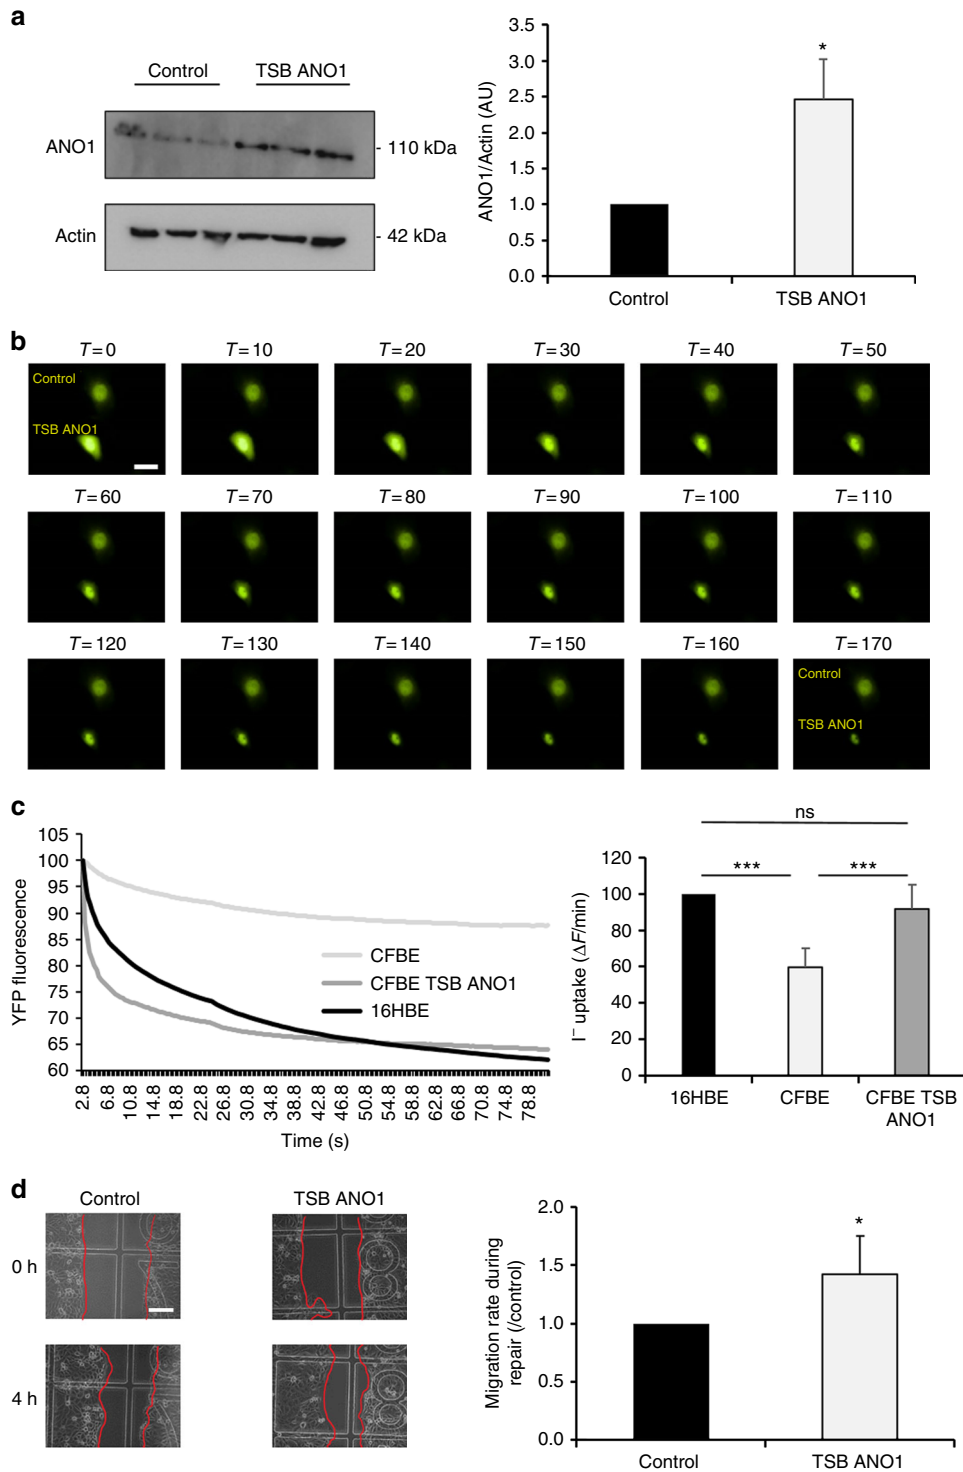 a
Control
TSB ANO1
ANO1
- 110 kDa
Actin
- 42 kDa
ANO1/Actin (AU)
3.5
3.0
2.5
2.0
1.5
1.0
0.5
0.0
*
Control
TSB ANO1
b
T=0
T=10
T=20
T=30
T=40
T=50
Control
TSB ANO1
T=60
T=70
T=80
T=90
T=100
T=110
T=120
T=130
T=140
T=150
T=160
T=170
Control
TSB ANO1
c
YFP fluorescence
105
100
95
90
85
80
75
70
65
60
CFBE
CFBE TSB ANO1
16HBE
2.8
6.8
10.8
14.8
18.8
22.8
26.8
30.8
34.8
38.8
42.8
46.8
50.8
54.8
58.8
62.8
66.8
70.8
74.8
78.8
Time (s)
I⁻ uptake (ΔF/min)
120
100
80
60
40
20
0
ns
***
***
16HBE
CFBE
CFBE TSB
ANO1
d
Control
TSB ANO1
0 h
4 h
Migration rate during
repair (/control)
2.0
1.5
1.0
0.5
0.0
*
Control
TSB ANO1